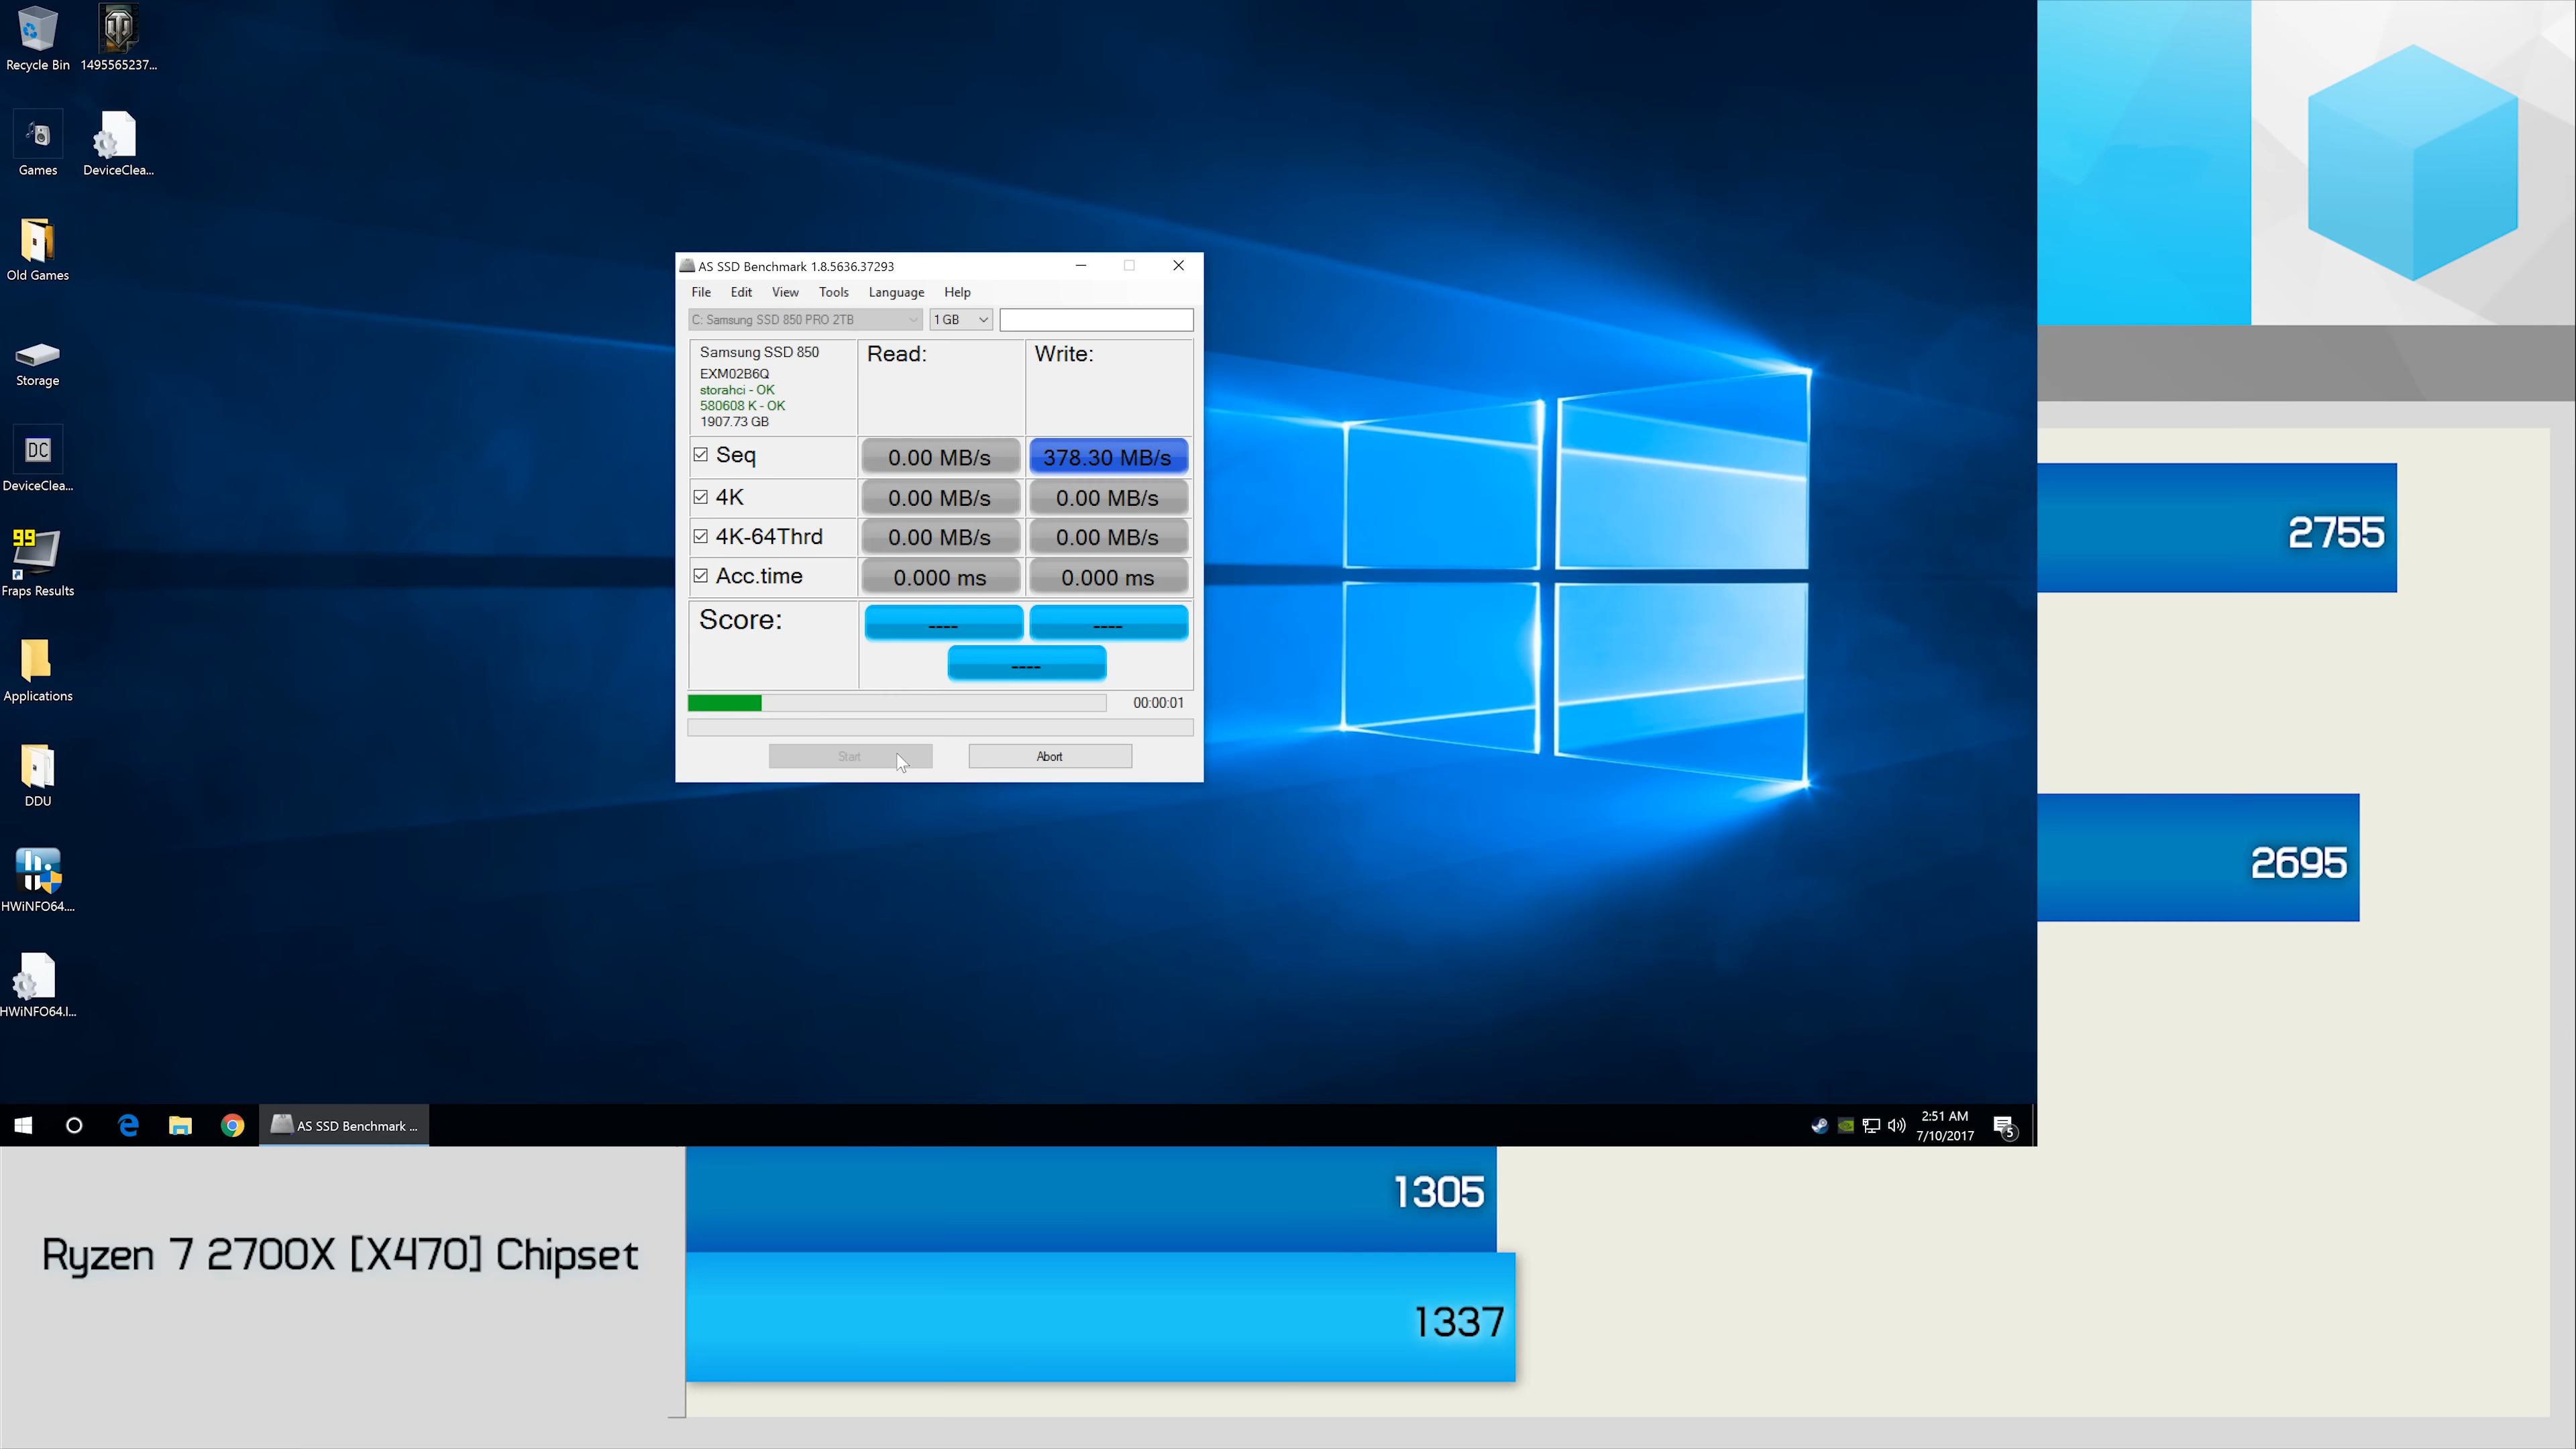 Recycle Bin
1495565237...
Games
DeviceClea...
Old Games
Storage
DC
DeviceClea...
99
Fraps Results
Applications
DDU
HWiNFO64....
HWiNFO64.I...
AS SSD Benchmark 1.8.5636.37293
File Edit View Tools Language Help
C: Samsung SSD 850 PRO 2TB 1 GB
Samsung SSD 850
EXM02B6Q
storahci - OK
580608 K - OK
1907.73 GB
Read: Write:
Seq 0.00 MB/s 378.30 MB/s
4K 0.00 MB/s 0.00 MB/s
4K-64Thrd 0.00 MB/s 0.00 MB/s
Acc.time 0.000 ms 0.000 ms
Score: ---- ----
----
00:00:01
Start Abort
2755
2695
AS SSD Benchmark ...
2:51 AM
7/10/2017
5
1305
Ryzen 7 2700X [X470] Chipset
1337